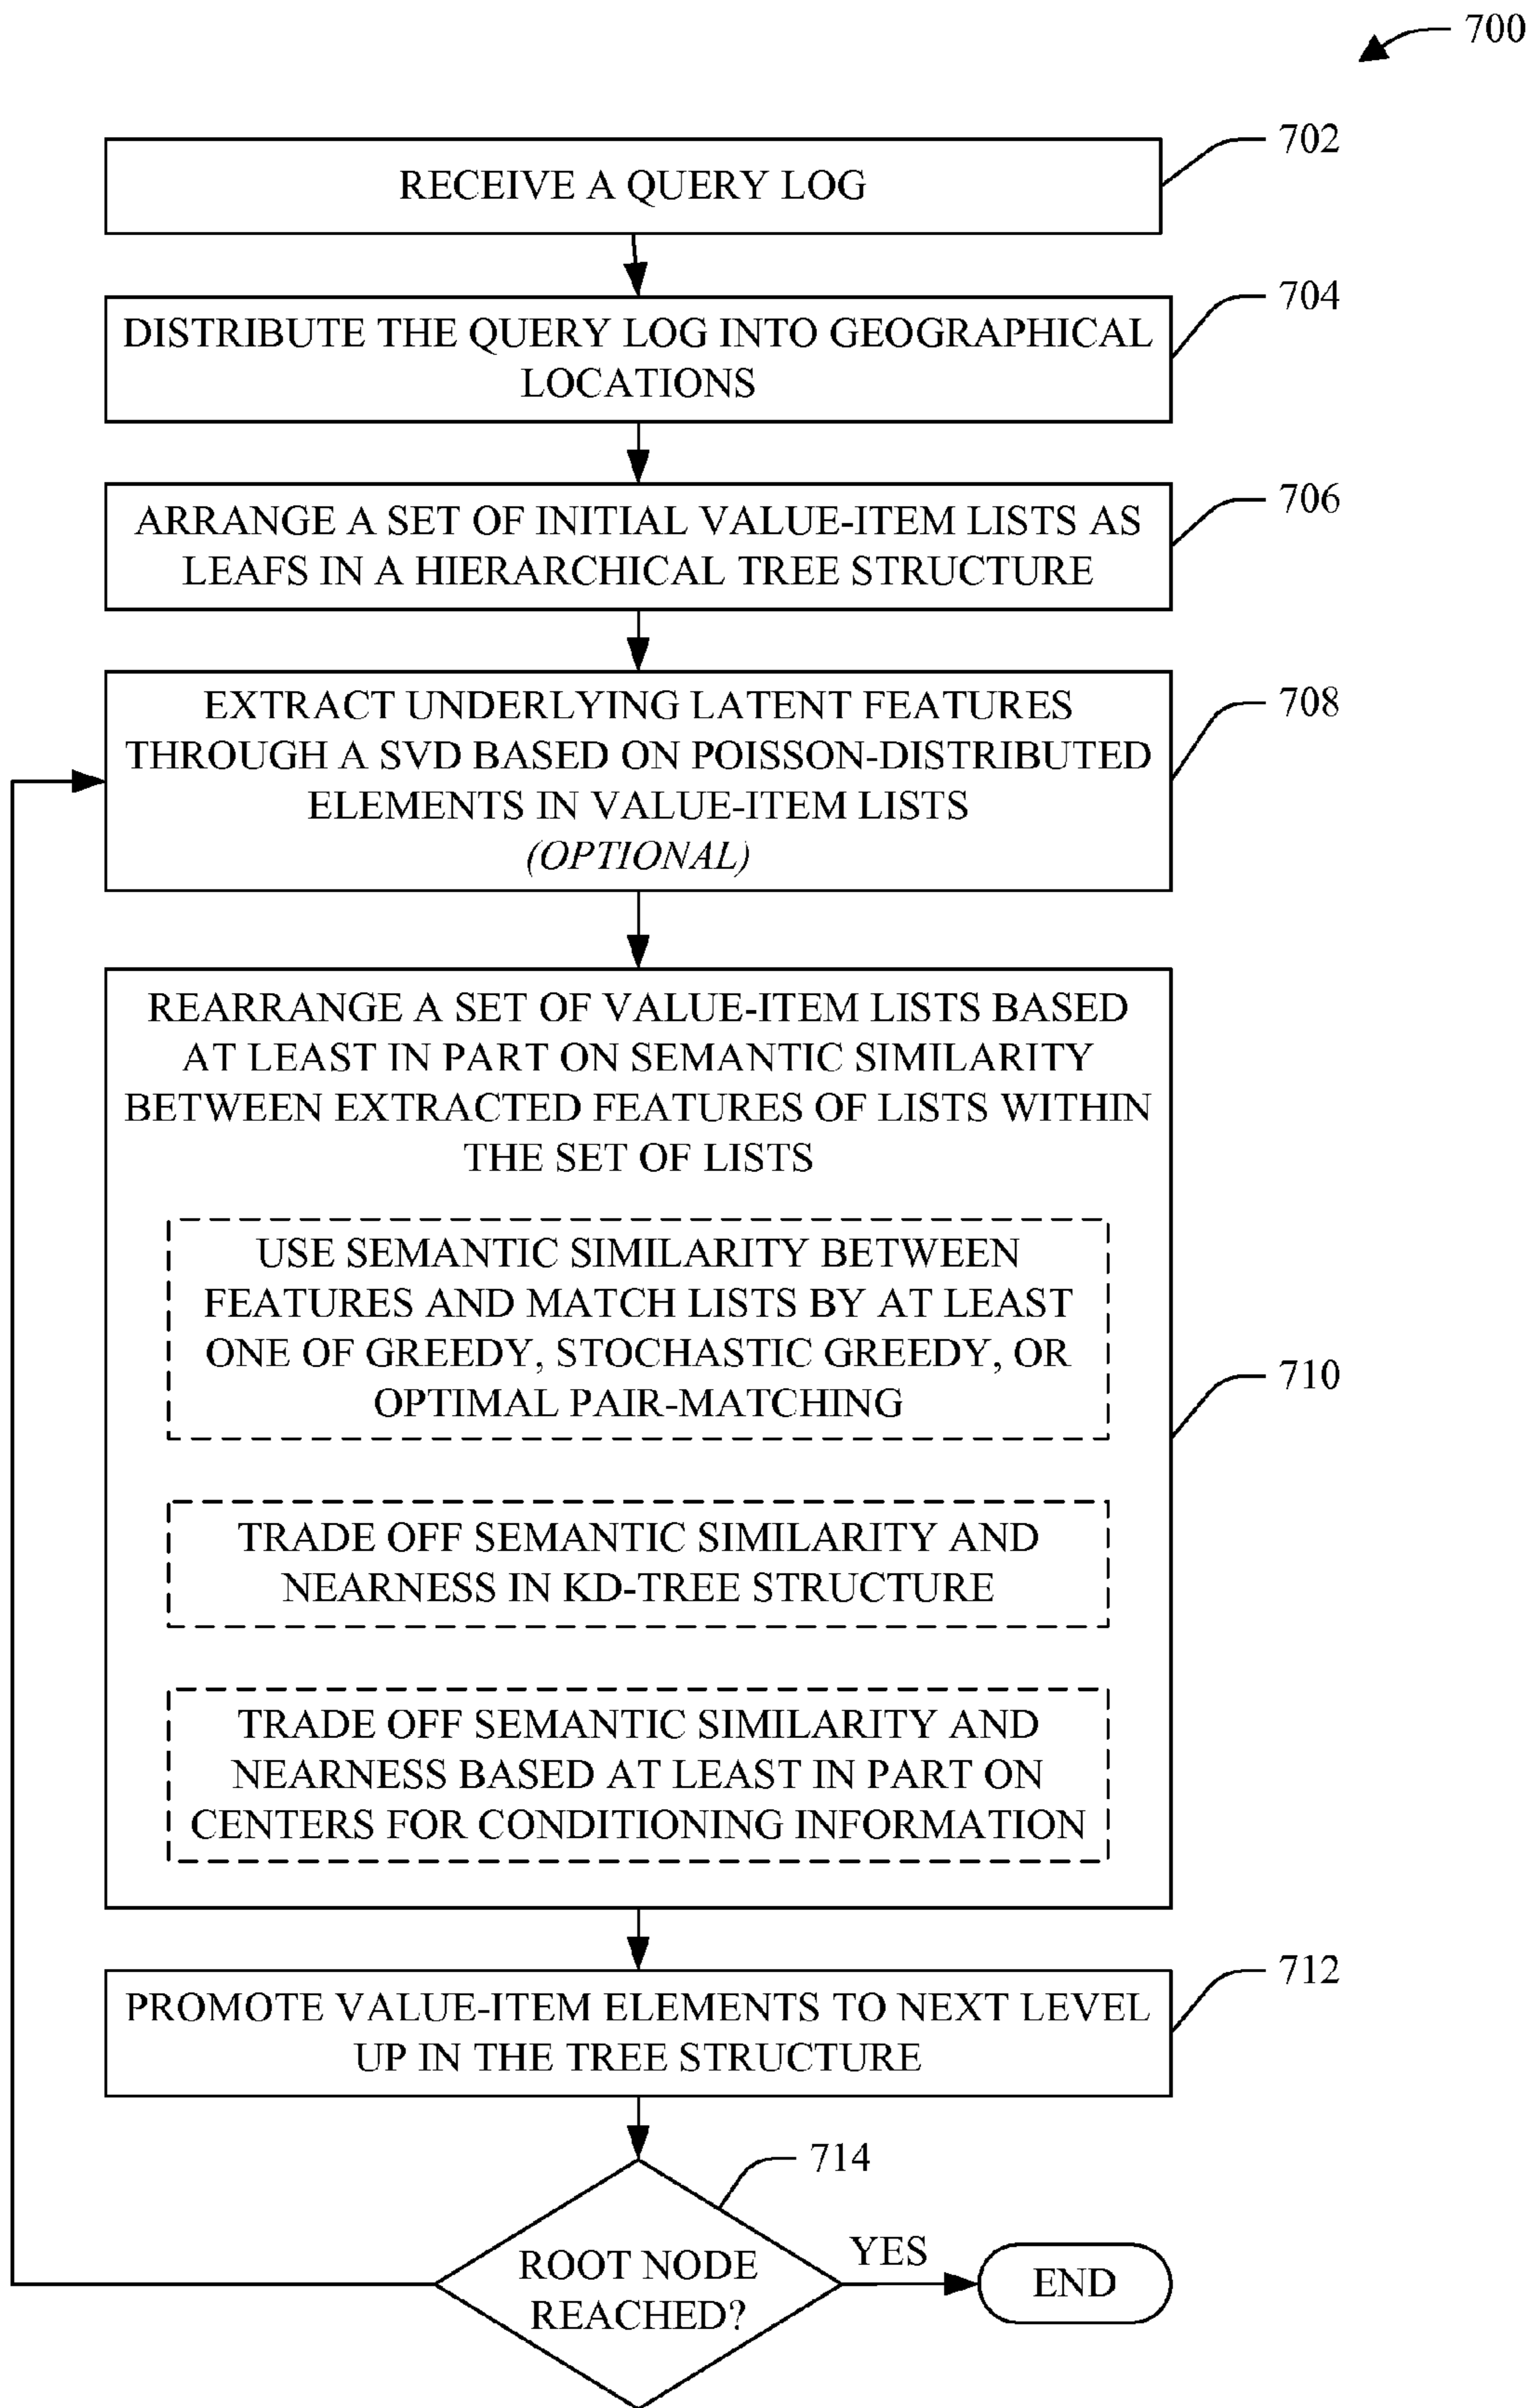 700
702
RECEIVE A QUERY LOG
704
DISTRIBUTE THE QUERY LOG INTO GEOGRAPHICAL
LOCATIONS
706
ARRANGE A SET OF INITIAL VALUE-ITEM LISTS AS
LEAFS IN A HIERARCHICAL TREE STRUCTURE
708
EXTRACT UNDERLYING LATENT FEATURES
THROUGH A SVD BASED ON POISSON-DISTRIBUTED
ELEMENTS IN VALUE-ITEM LISTS
(OPTIONAL)
REARRANGE A SET OF VALUE-ITEM LISTS BASED
AT LEAST IN PART ON SEMANTIC SIMILARITY
BETWEEN EXTRACTED FEATURES OF LISTS WITHIN
THE SET OF LISTS
USE SEMANTIC SIMILARITY BETWEEN
FEATURES AND MATCH LISTS BY AT LEAST
ONE OF GREEDY, STOCHASTIC GREEDY, OR
OPTIMAL PAIR-MATCHING
710
TRADE OFF SEMANTIC SIMILARITY AND
NEARNESS IN KD-TREE STRUCTURE
TRADE OFF SEMANTIC SIMILARITY AND
NEARNESS BASED AT LEAST IN PART ON
CENTERS FOR CONDITIONING INFORMATION
712
PROMOTE VALUE-ITEM ELEMENTS TO NEXT LEVEL
UP IN THE TREE STRUCTURE
714
ROOT NODE
REACHED?
YES
END